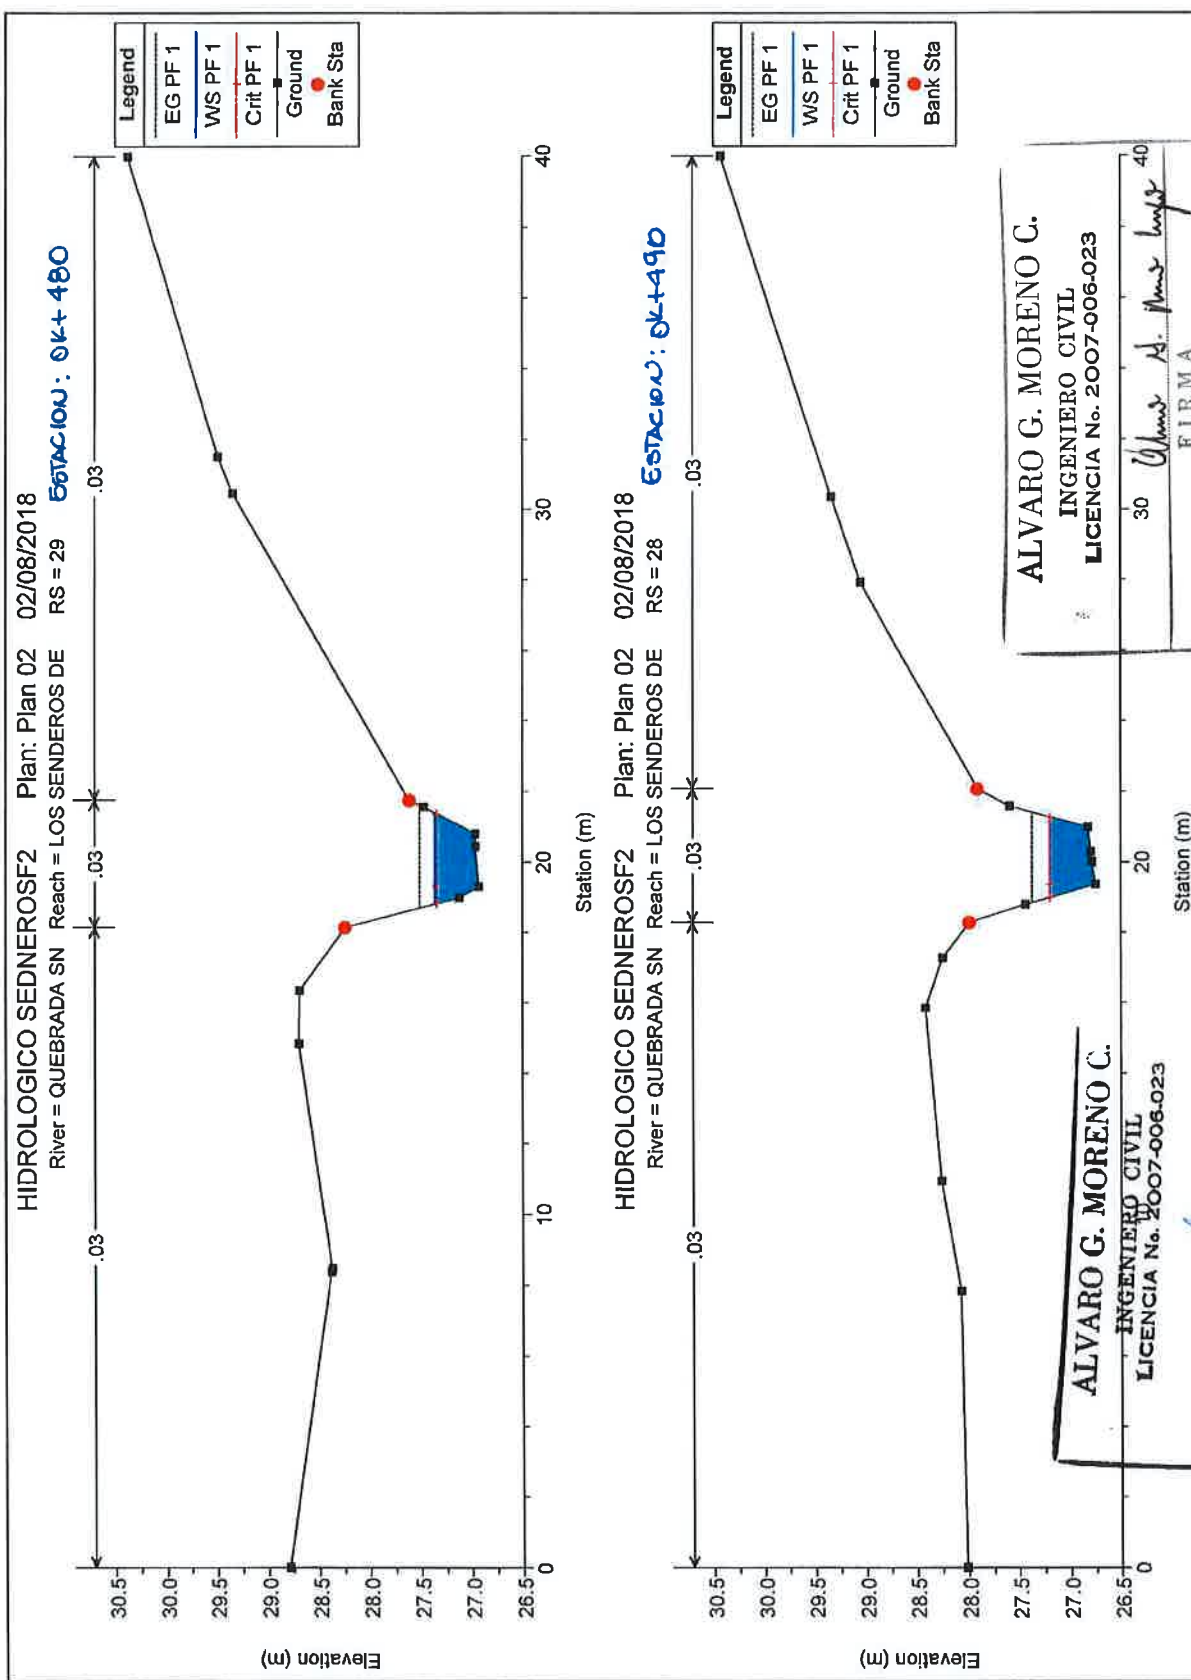 HIDROLOGICO SEDNEROSF2 Plan: Plan 02 02/08/2018
River = QUEBRADA SN Reach = LOS SENDEROS DE RS = 29
ESTACION: 0K+480
.03
.03
.03
Legend
EG PF 1
WS PF 1
Crit PF 1
Ground
Bank Sta
Elevation (m)
30.5
30.0
29.5
29.0
28.5
28.0
27.5
27.0
26.5
0
10
20
30
40
Station (m)
HIDROLOGICO SEDNEROSF2 Plan: Plan 02 02/08/2018
River = QUEBRADA SN Reach = LOS SENDEROS DE RS = 28
ESTACION: 0K+490
.03
.03
.03
Legend
EG PF 1
WS PF 1
Crit PF 1
Ground
Bank Sta
Elevation (m)
30.5
30.0
29.5
29.0
28.5
28.0
27.5
27.0
26.5
0
20
30
40
Station (m)
ALVARO G. MORENO C.
INGENIERO CIVIL
LICENCIA No. 2007-006-023
ALVARO G. MORENO C.
INGENIERO CIVIL
LICENCIA No. 2007-006-023
FIRMA